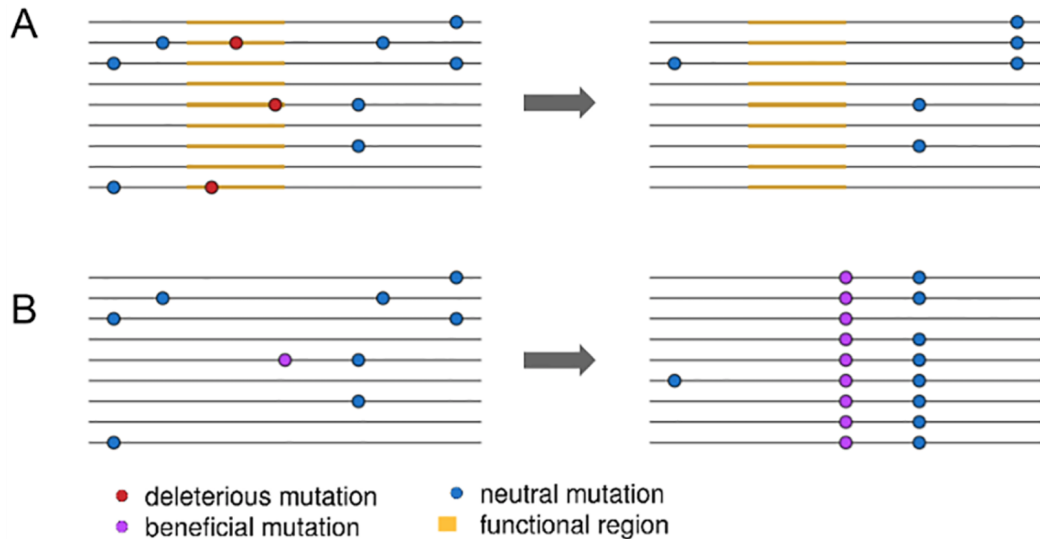 A
B
deleterious mutation
neutral mutation
beneficial mutation
functional region